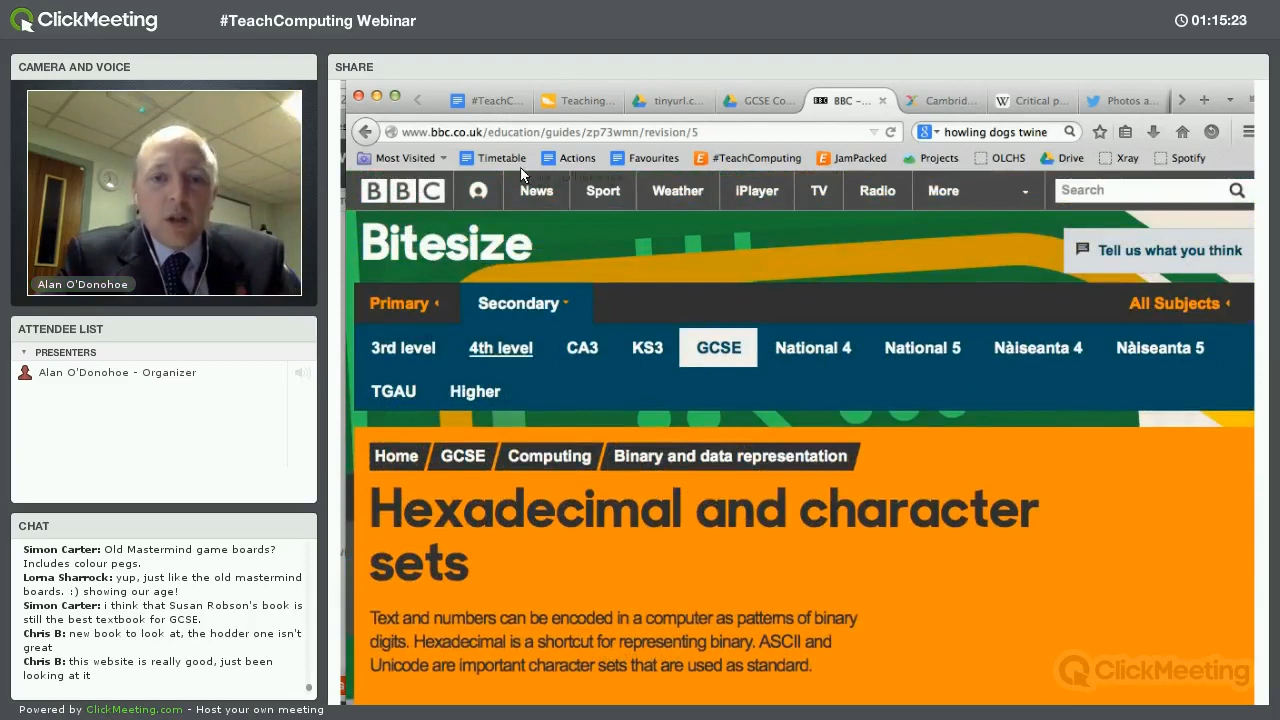 ClickMeeting
#TeachComputing Webinar
01:15:23
CAMERA AND VOICE
Alan O'Donohoe
ATTENDEE LIST
PRESENTERS
Alan O'Donohoe - Organizer
CHAT
Simon Carter: Old Mastermind game boards?
Includes colour pegs.
Lorna Sharrock: yup, just like the old mastermind
boards. :) showing our age!
Simon Carter: i think that Susan Robson's book is
still the best textbook for GCSE.
Chris B: new book to look at, the hodder one isn't
great
Chris B: this website is really good, just been
looking at it
Powered by ClickMeeting.com - Host your own meeting
SHARE
#TeachC... Teaching... tinyurl.c... GCSE Co... BBC -... Cambrid... Critical p... Photos a...
www.bbc.co.uk/education/guides/zp73wmn/revision/5
howling dogs twine
Most Visited Timetable Actions Favourites #TeachComputing JamPacked Projects OLCHS Drive Xray Spotify
BBC News Sport Weather iPlayer TV Radio More Search
Bitesize
Tell us what you think
Primary Secondary All Subjects
3rd level 4th level CA3 KS3 GCSE National 4 National 5 Nàiseanta 4 Nàiseanta 5
TGAU Higher
Home GCSE Computing Binary and data representation
Hexadecimal and character
sets
Text and numbers can be encoded in a computer as patterns of binary
digits. Hexadecimal is a shortcut for representing binary. ASCII and
Unicode are important character sets that are used as standard.
ClickMeeting